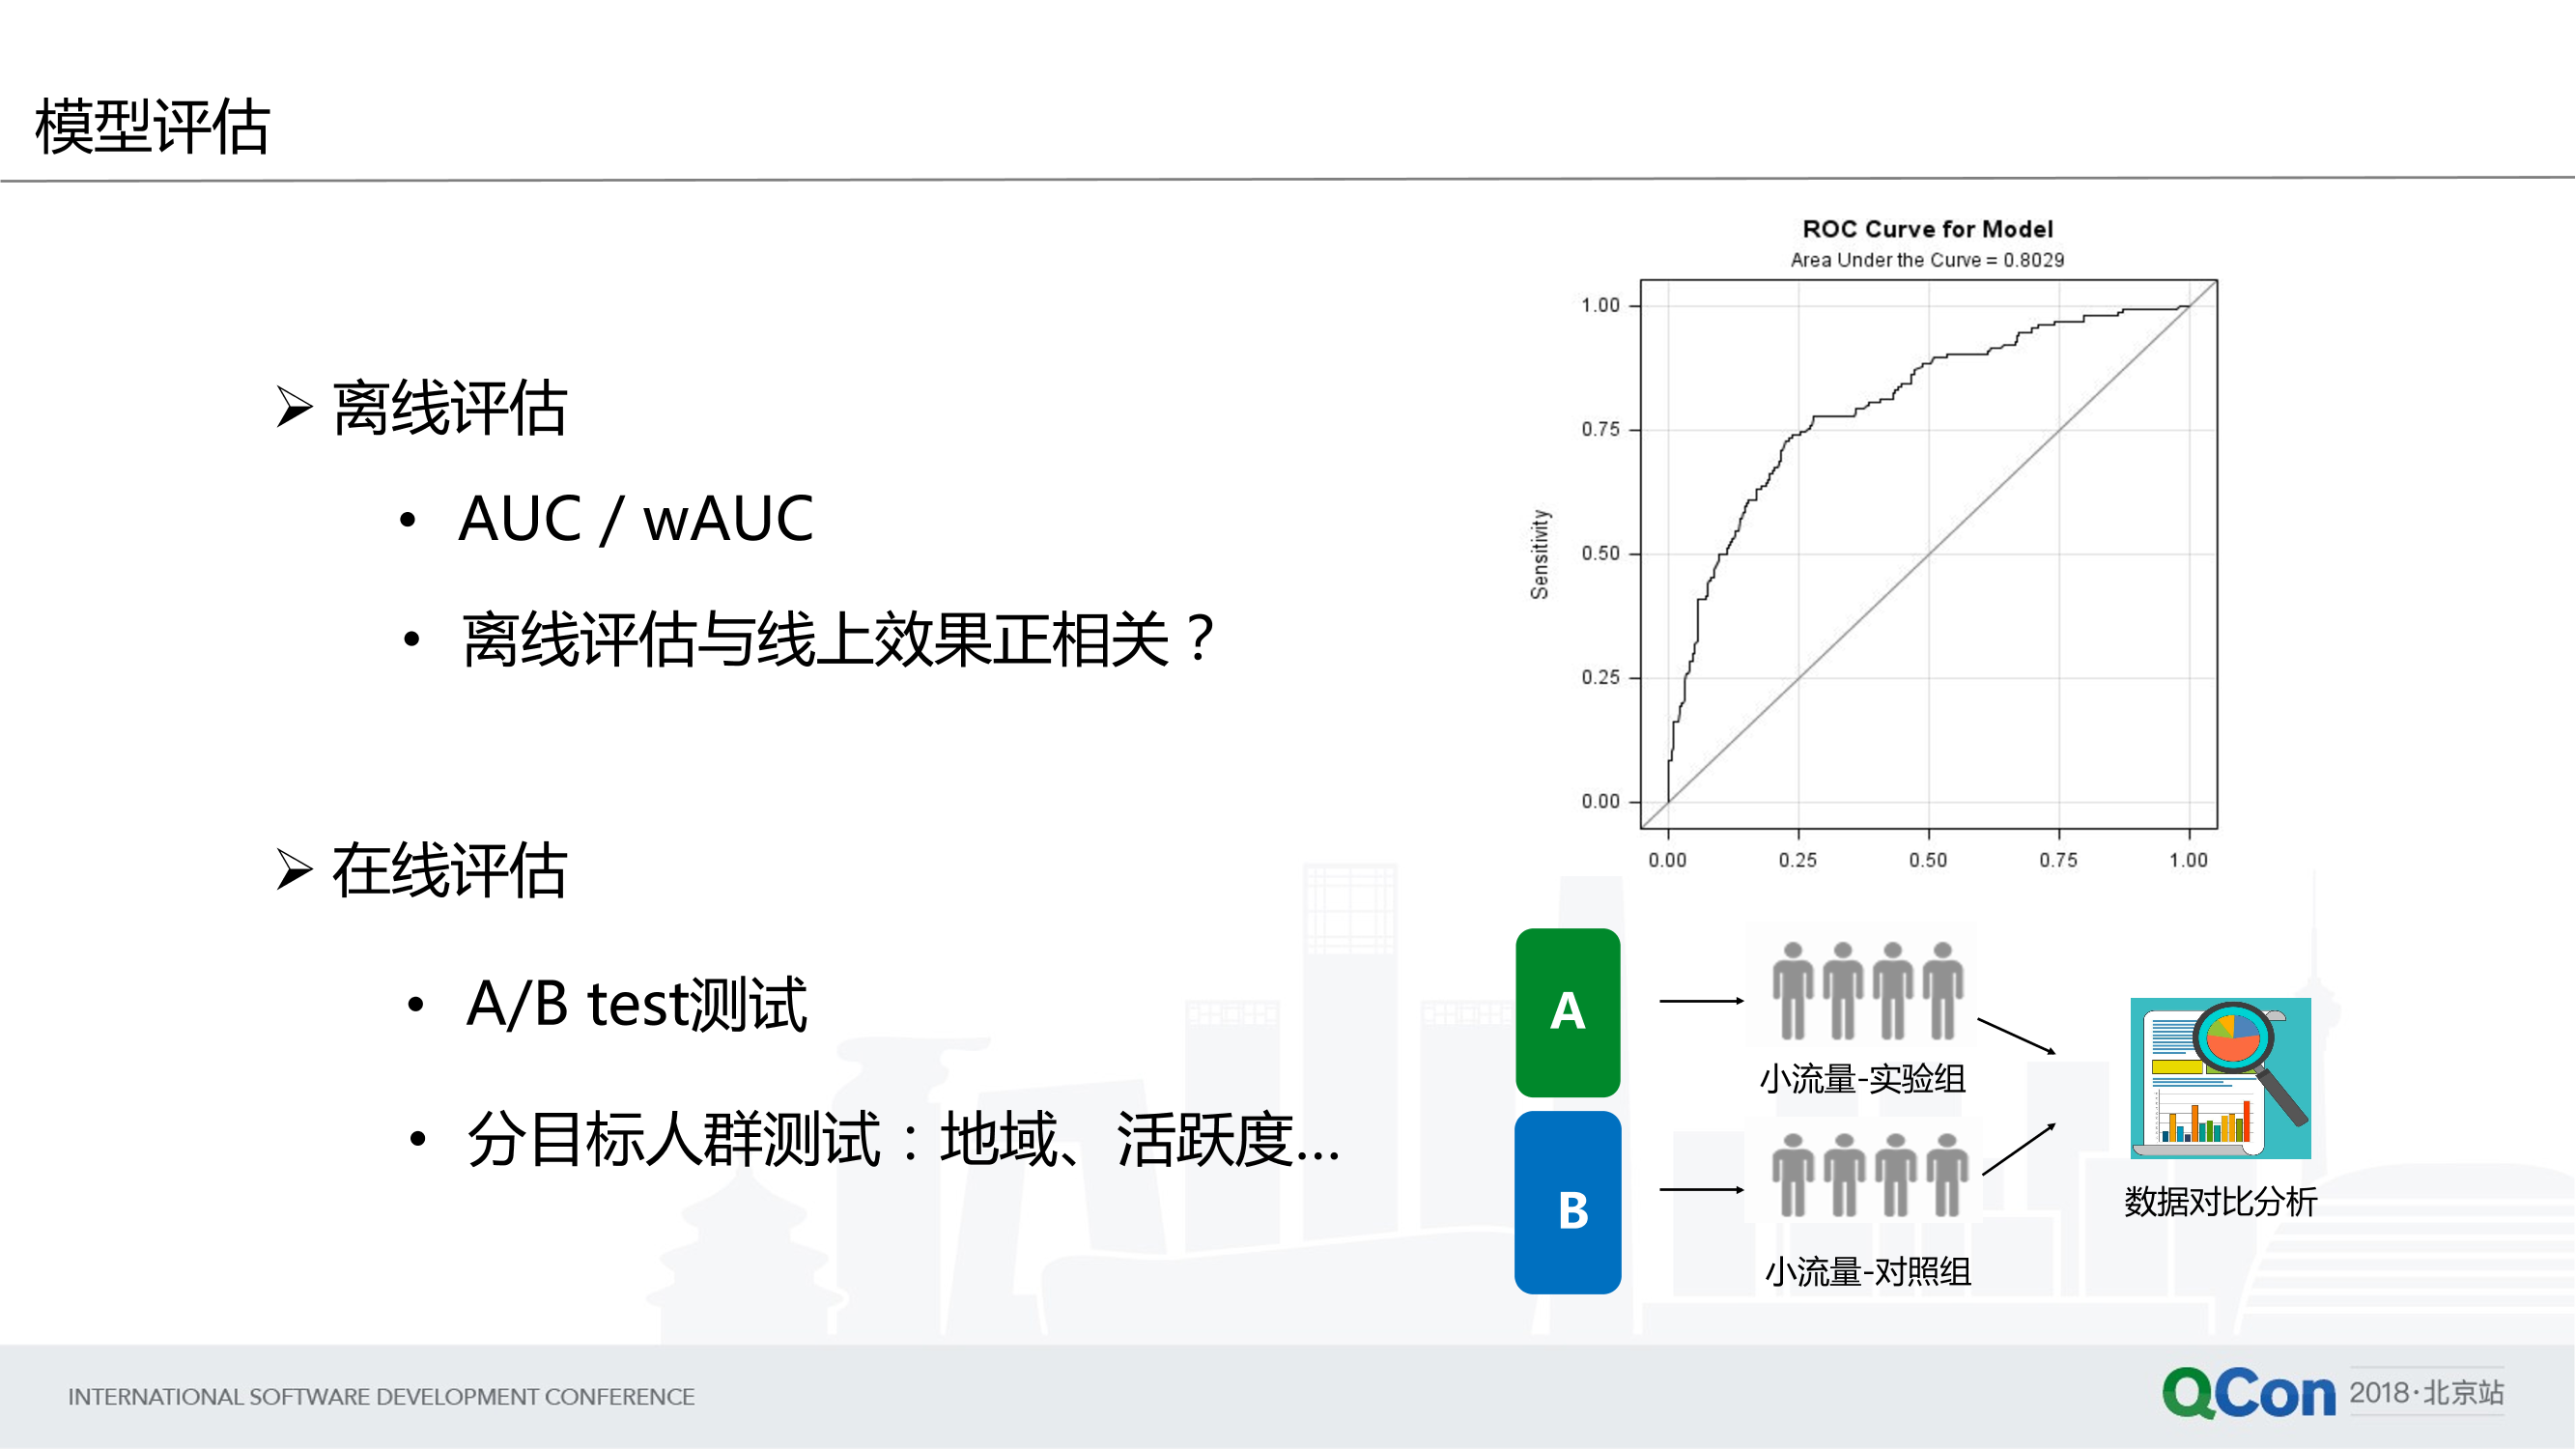 模型评估
离线评估
AUC / wAUC
离线评估与线上效果正相关？
在线评估
A/B test测试
分目标人群测试：地域、活跃度...
ROC Curve for Model
Area Under the Curve = 0.8029
Sensitivity
1.00
0.75
0.50
0.25
0.00
0.00 0.25 0.50 0.75 1.00
A
小流量-实验组
B
小流量-对照组
数据对比分析
INTERNATIONAL SOFTWARE DEVELOPMENT CONFERENCE
QCon 2018·北京站